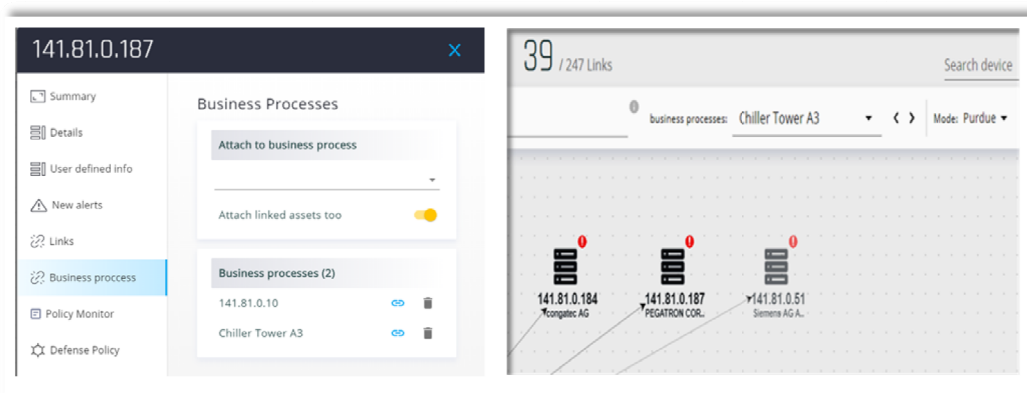 141.81.0.187
Summary
Details
User defined info
New alerts
Links
Business proccess
Policy Monitor
Defense Policy
Business Processes
Attach to business process
Attach linked assets too
Business processes (2)
141.81.0.10
Chiller Tower A3
39 / 247 Links
Search device
business processes: Chiller Tower A3
Mode: Purdue
141.81.0.184
congatec AG
141.81.0.187
PEGATRON COR..
141.81.0.51
Siemens AG A..